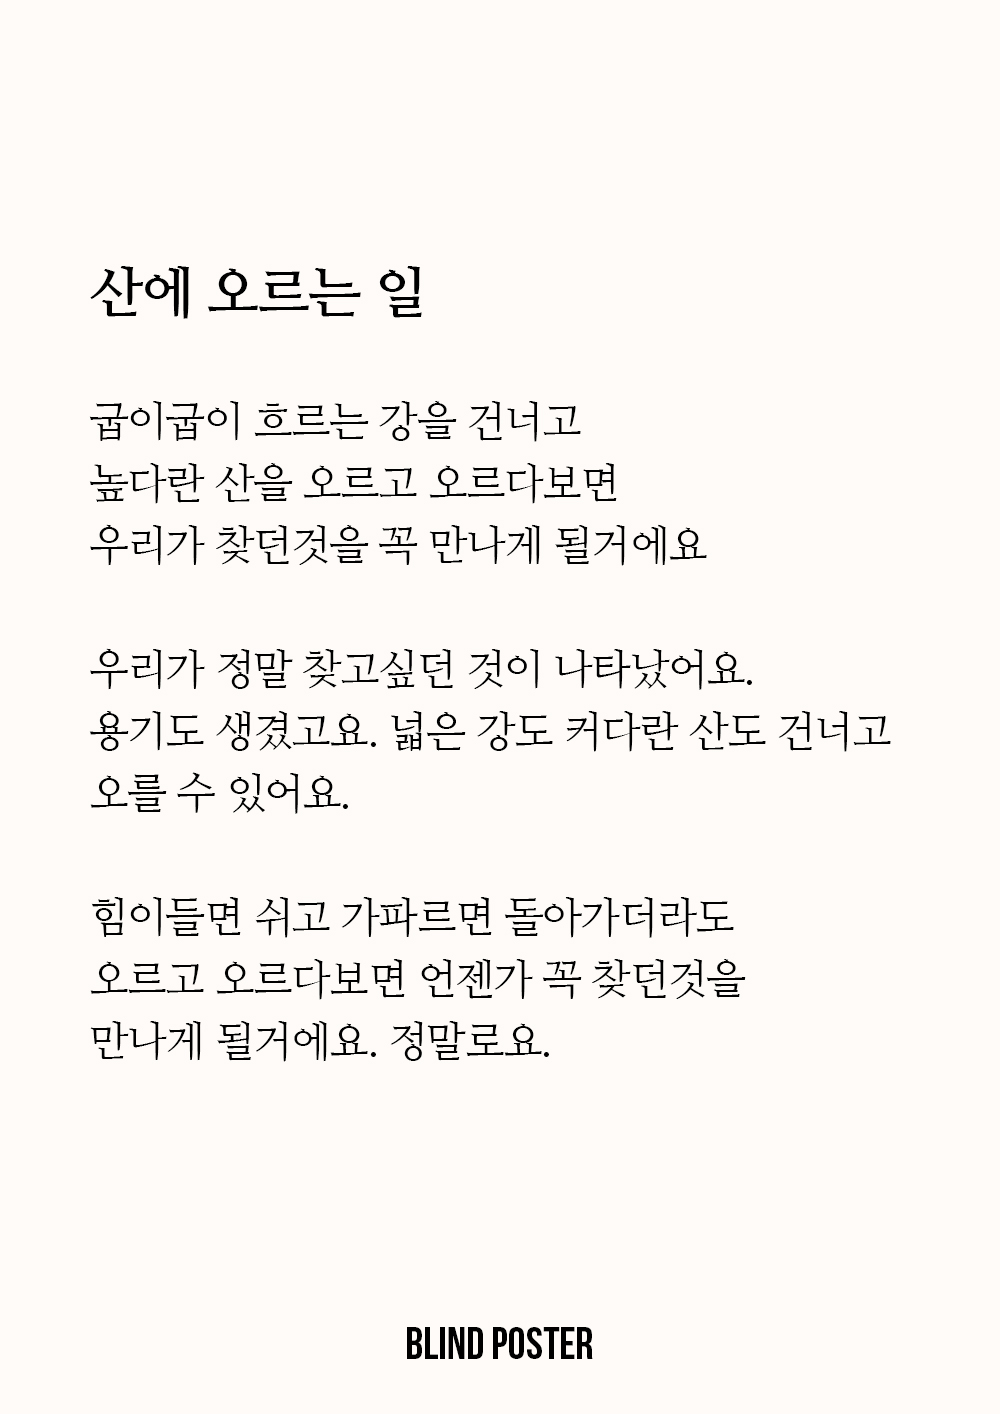 산에 오르는 일
굽이굽이 흐르는 강을 건너고
높다란 산을 오르고 오르다보면
우리가 찾던것을 꼭 만나게 될거에요
우리가 정말 찾고싶던 것이 나타났어요.
용기도 생겼고요. 넓은 강도 커다란 산도 건너고
오를 수 있어요.
힘이들면 쉬고 가파르면 돌아가더라도
오르고 오르다보면 언젠가 꼭 찾던것을
만나게 될거에요. 정말로요.
BLIND POSTER